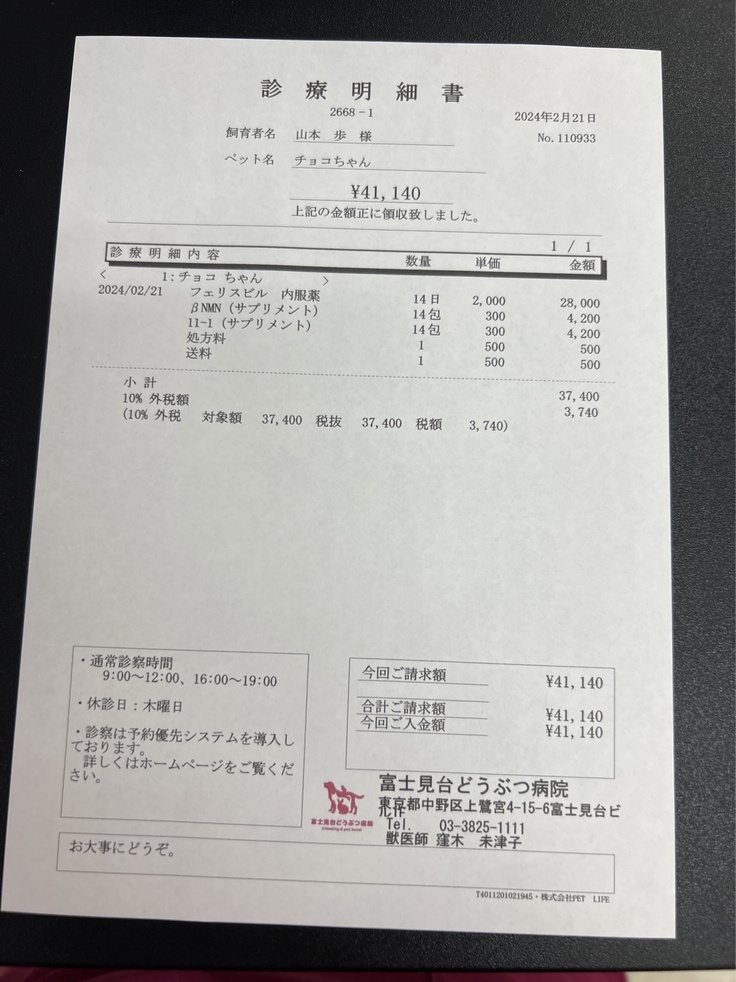 診療明細書
2668-1
2024年2月21日
飼育者名 山本 歩 様
No. 110933
ペット名 チョコちゃん
¥41,140
上記の金額正に領収致しました。
1 / 1
診療明細内容 数量 単価 金額
< 1:チョコ ちゃん >
2024/02/21 フェリスビル 内服薬 14日 2,000 28,000
βNMN (サプリメント) 14包 300 4,200
11-1 (サプリメント) 14包 300 4,200
処方料 1 500 500
送料 1 500 500
小 計 37,400
10% 外税額 3,740
(10% 外税 対象額 37,400 税抜 37,400 税額 3,740)
・通常診察時間
9:00～12:00、16:00～19:00
・休診日:木曜日
・診察は予約優先システムを導入し
ております。
詳しくはホームページをご覧くだ
さい。
今回ご請求額 ¥41,140
合計ご請求額 ¥41,140
今回ご入金額 ¥41,140
富士見台どうぶつ病院
東京都中野区上鷺宮4-15-6富士見台ビ
Tel. 03-3825-1111
獣医師 窪木 未津子
富士見台どうぶつ病院
お大事にどうぞ。
T4011201021945・株式会社PET LIFE